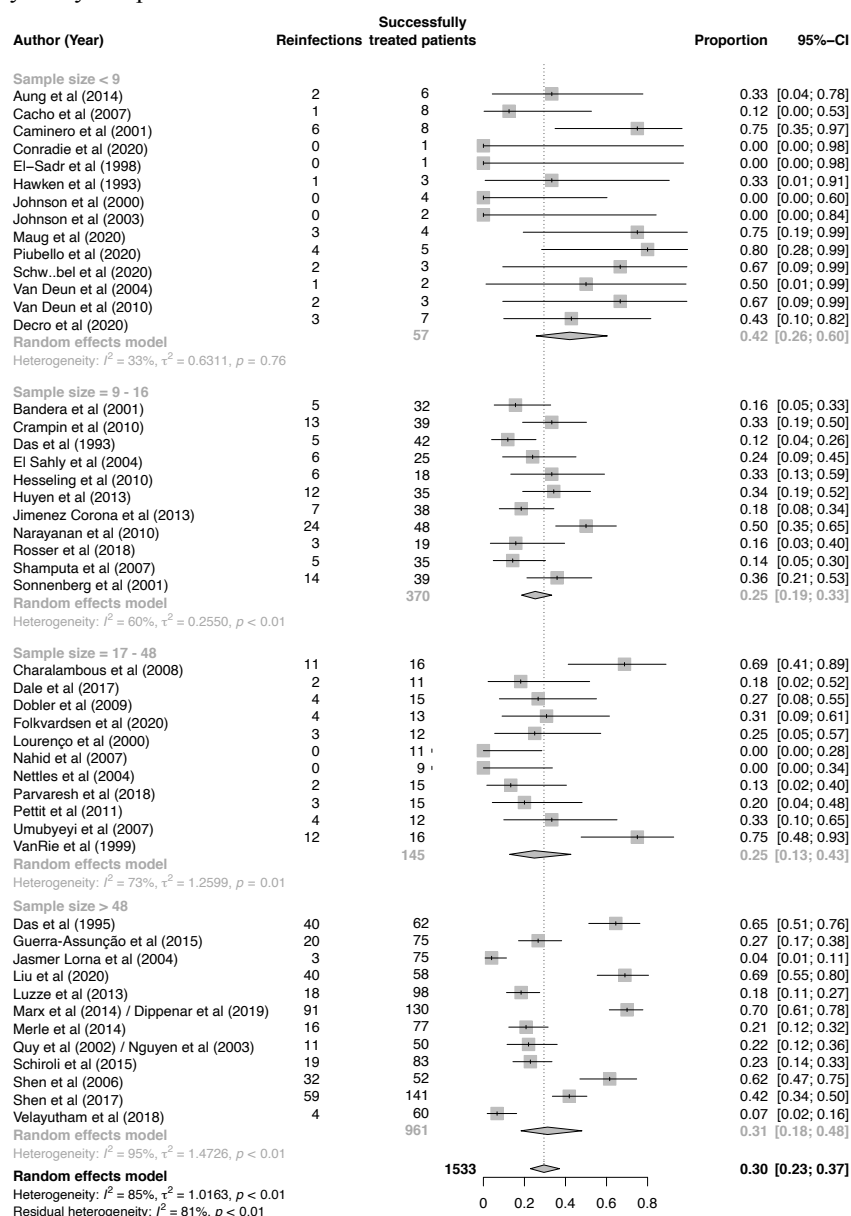 Successfully
Author (Year) Reinfections treated patients Proportion 95%−CI
Sample size < 9
Aung et al (2014) 2 6 0.33 [0.04; 0.78]
Cacho et al (2007) 1 8 0.12 [0.00; 0.53]
Caminero et al (2001) 6 8 0.75 [0.35; 0.97]
Conradie et al (2020) 0 1 0.00 [0.00; 0.98]
El−Sadr et al (1998) 0 1 0.00 [0.00; 0.98]
Hawken et al (1993) 1 3 0.33 [0.01; 0.91]
Johnson et al (2000) 0 4 0.00 [0.00; 0.60]
Johnson et al (2003) 0 2 0.00 [0.00; 0.84]
Maug et al (2020) 3 4 0.75 [0.19; 0.99]
Piubello et al (2020) 4 5 0.80 [0.28; 0.99]
Schw..bel et al (2020) 2 3 0.67 [0.09; 0.99]
Van Deun et al (2004) 1 2 0.50 [0.01; 0.99]
Van Deun et al (2010) 2 3 0.67 [0.09; 0.99]
Decro et al (2020) 3 7 0.43 [0.10; 0.82]
Random effects model 57 0.42 [0.26; 0.60]
Heterogeneity: I² = 33%, τ² = 0.6311, p = 0.76
Sample size = 9 - 16
Bandera et al (2001) 5 32 0.16 [0.05; 0.33]
Crampin et al (2010) 13 39 0.33 [0.19; 0.50]
Das et al (1993) 5 42 0.12 [0.04; 0.26]
El Sahly et al (2004) 6 25 0.24 [0.09; 0.45]
Hesseling et al (2010) 6 18 0.33 [0.13; 0.59]
Huyen et al (2013) 12 35 0.34 [0.19; 0.52]
Jimenez Corona et al (2013) 7 38 0.18 [0.08; 0.34]
Narayanan et al (2010) 24 48 0.50 [0.35; 0.65]
Rosser et al (2018) 3 19 0.16 [0.03; 0.40]
Shamputa et al (2007) 5 35 0.14 [0.05; 0.30]
Sonnenberg et al (2001) 14 39 0.36 [0.21; 0.53]
Random effects model 370 0.25 [0.19; 0.33]
Heterogeneity: I² = 60%, τ² = 0.2550, p < 0.01
Sample size = 17 - 48
Charalambous et al (2008) 11 16 0.69 [0.41; 0.89]
Dale et al (2017) 2 11 0.18 [0.02; 0.52]
Dobler et al (2009) 4 15 0.27 [0.08; 0.55]
Folkvardsen et al (2020) 4 13 0.31 [0.09; 0.61]
Lourenço et al (2000) 3 12 0.25 [0.05; 0.57]
Nahid et al (2007) 0 11 0.00 [0.00; 0.28]
Nettles et al (2004) 0 9 0.00 [0.00; 0.34]
Parvaresh et al (2018) 2 15 0.13 [0.02; 0.40]
Pettit et al (2011) 3 15 0.20 [0.04; 0.48]
Umubyeyi et al (2007) 4 12 0.33 [0.10; 0.65]
VanRie et al (1999) 12 16 0.75 [0.48; 0.93]
Random effects model 145 0.25 [0.13; 0.43]
Heterogeneity: I² = 73%, τ² = 1.2599, p = 0.01
Sample size > 48
Das et al (1995) 40 62 0.65 [0.51; 0.76]
Guerra-Assunção et al (2015) 20 75 0.27 [0.17; 0.38]
Jasmer Lorna et al (2004) 3 75 0.04 [0.01; 0.11]
Liu et al (2020) 40 58 0.69 [0.55; 0.80]
Luzze et al (2013) 18 98 0.18 [0.11; 0.27]
Marx et al (2014) / Dippenar et al (2019) 91 130 0.70 [0.61; 0.78]
Merle et al (2014) 16 77 0.21 [0.12; 0.32]
Quy et al (2002) / Nguyen et al (2003) 11 50 0.22 [0.12; 0.36]
Schiroli et al (2015) 19 83 0.23 [0.14; 0.33]
Shen et al (2006) 32 52 0.62 [0.47; 0.75]
Shen et al (2017) 59 141 0.42 [0.34; 0.50]
Velayutham et al (2018) 4 60 0.07 [0.02; 0.16]
Random effects model 961 0.31 [0.18; 0.48]
Heterogeneity: I² = 95%, τ² = 1.4726, p < 0.01
Random effects model 1533 0.30 [0.23; 0.37]
Heterogeneity: I² = 85%, τ² = 1.0163, p < 0.01
Residual heterogeneity: I² = 81%, p < 0.01
0 0.2 0.4 0.6 0.8